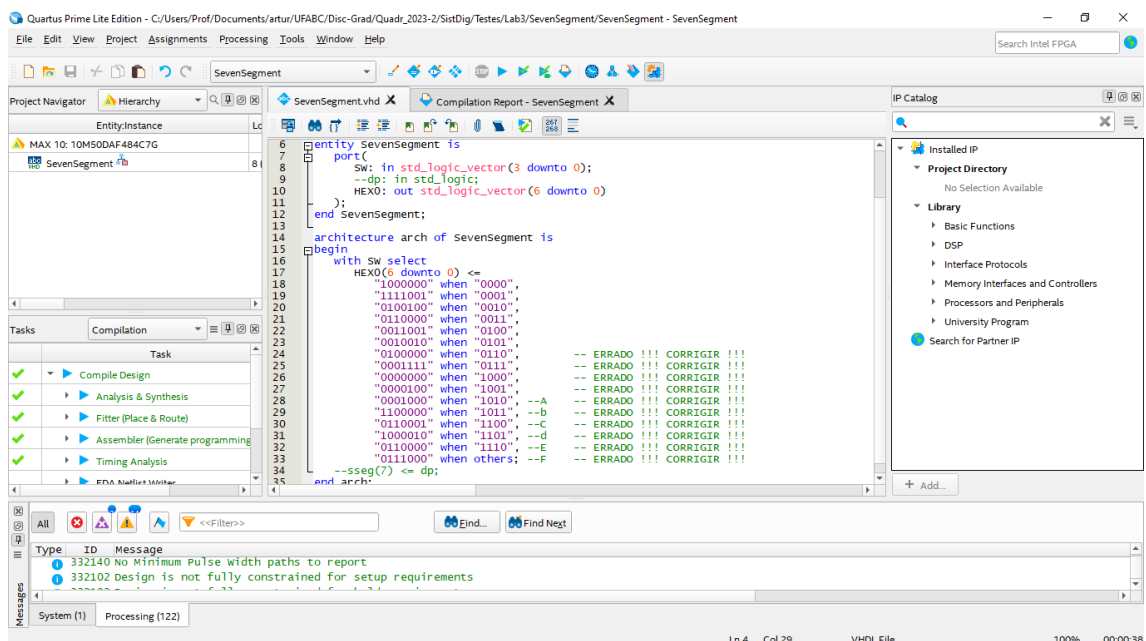 Quartus Prime Lite Edition - C:/Users/Prof/Documents/artur/UFABC/Disc-Grad/Quadr_2023-2/SistDig/Testes/Lab3/SevenSegment/SevenSegment - SevenSegment
File Edit View Project Assignments Processing Tools Window Help
Search Intel FPGA
SevenSegment
Project Navigator Hierarchy
Entity:Instance
MAX 10: 10M50DAF484C7G
SevenSegment 8 (
Tasks Compilation
Task
Compile Design
Analysis & Synthesis
Fitter (Place & Route)
Assembler (Generate programming
Timing Analysis
EDA Netlist Writer
SevenSegment.vhd Compilation Report - SevenSegment
267
268
6 entity SevenSegment is
7 port(
8 SW: in std_logic_vector(3 downto 0);
9 --dp: in std_logic;
10 HEX0: out std_logic_vector(6 downto 0)
11 );
12 end SevenSegment;
13
14 architecture arch of SevenSegment is
15 begin
16 with SW select
17 HEX0(6 downto 0) <=
18 "1000000" when "0000",
19 "1111001" when "0001",
20 "0100100" when "0010",
21 "0110000" when "0011",
22 "0011001" when "0100",
23 "0010010" when "0101",
24 "0100000" when "0110", -- ERRADO !!! CORRIGIR !!!
25 "0001111" when "0111", -- ERRADO !!! CORRIGIR !!!
26 "0000000" when "1000", -- ERRADO !!! CORRIGIR !!!
27 "0000100" when "1001", -- ERRADO !!! CORRIGIR !!!
28 "0001000" when "1010", --A -- ERRADO !!! CORRIGIR !!!
29 "1100000" when "1011", --b -- ERRADO !!! CORRIGIR !!!
30 "0110001" when "1100", --C -- ERRADO !!! CORRIGIR !!!
31 "1000010" when "1101", --d -- ERRADO !!! CORRIGIR !!!
32 "0110000" when "1110", --E -- ERRADO !!! CORRIGIR !!!
33 "0111000" when others; --F -- ERRADO !!! CORRIGIR !!!
34 --sseg(7) <= dp;
35 end arch;
IP Catalog
Installed IP
Project Directory
No Selection Available
Library
Basic Functions
DSP
Interface Protocols
Memory Interfaces and Controllers
Processors and Peripherals
University Program
Search for Partner IP
+ Add...
All <<Filter>> Find... Find Next
Type ID Message
332140 No Minimum Pulse Width paths to report
332102 Design is not fully constrained for setup requirements
Messages
System (1) Processing (122)
Ln 4 Col 29 VHDL File 100% 00:00:38